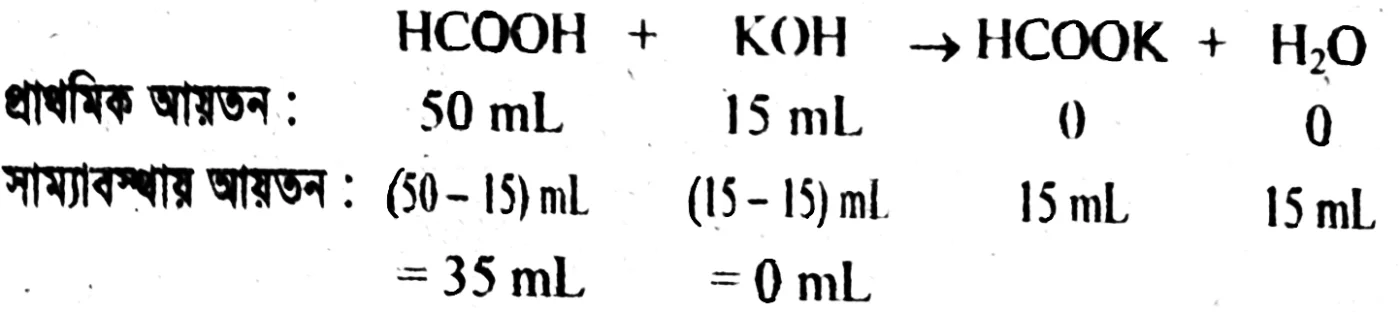 HCOOH + KOH → HCOOK + H₂O
প্রাথমিক আয়তন : 50 mL 15 mL 0 0
সাম্যাবস্থায় আয়তন : (50 – 15) mL (15 – 15) mL 15 mL 15 mL
= 35 mL = 0 mL